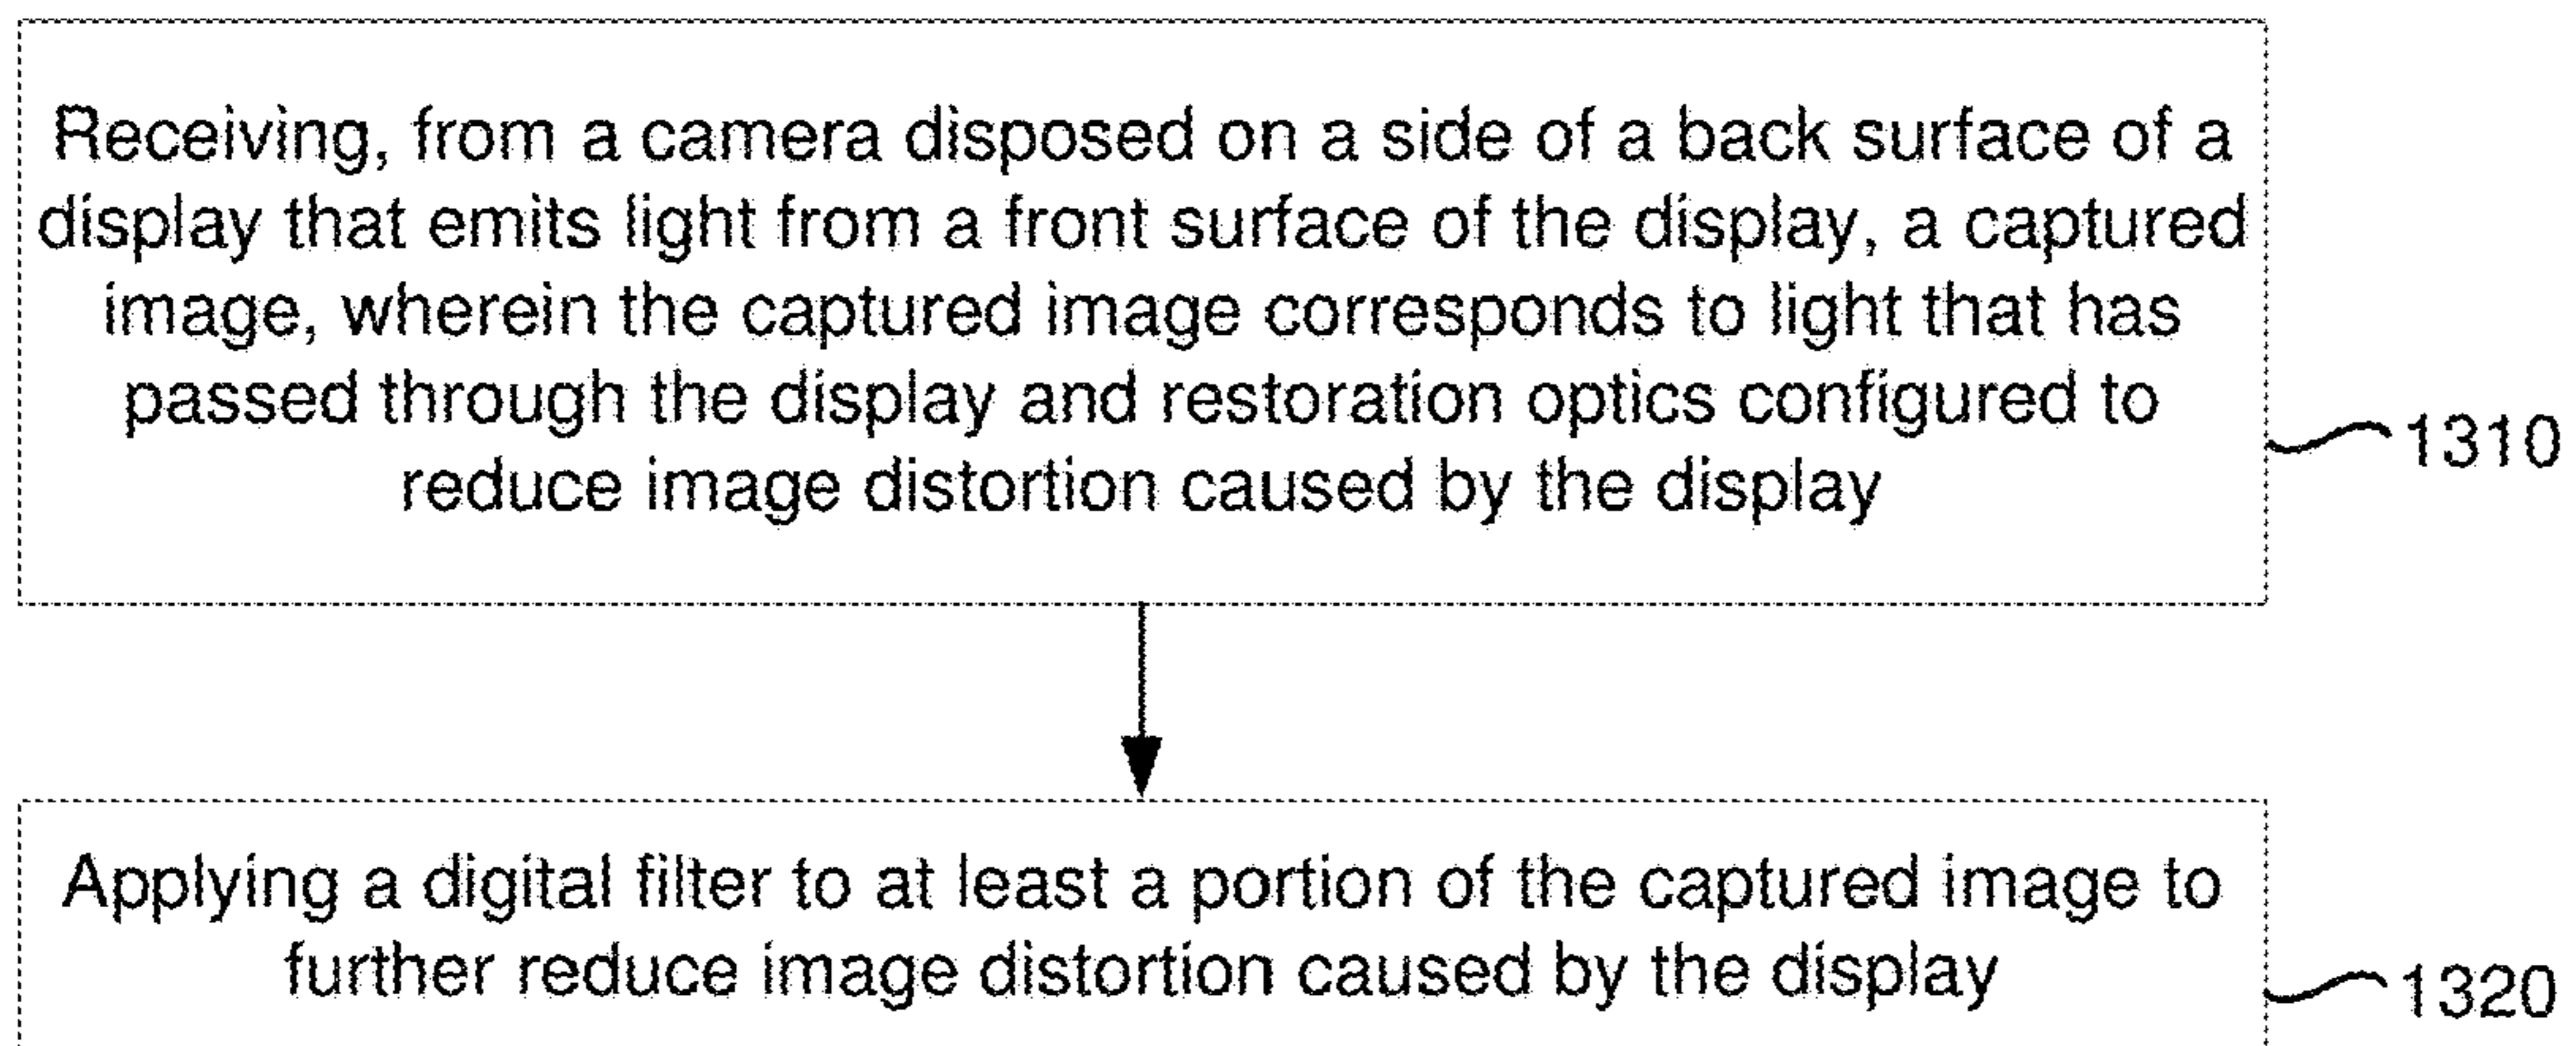 Receiving, from a camera disposed on a side of a back surface of a
display that emits light from a front surface of the display, a captured
image, wherein the captured image corresponds to light that has
passed through the display and restoration optics configured to
reduce image distortion caused by the display
1310
Applying a digital filter to at least a portion of the captured image to
further reduce image distortion caused by the display
1320